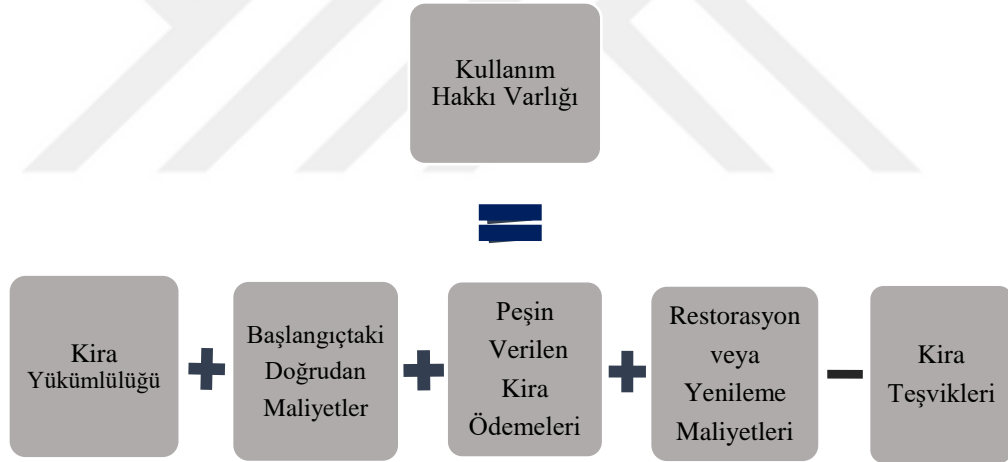 Kullanım
Hakkı Varlığı
=
Kira
Yükümlülüğü
+
Başlangıçtaki
Doğrudan
Maliyetler
+
Peşin
Verilen
Kira
Ödemeleri
+
Restorasyon
veya
Yenileme
Maliyetleri
−
Kira
Teşvikleri